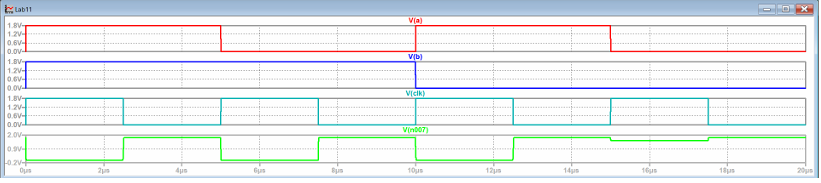 Lab11
V(a)
1.8V
1.2V
0.6V
0.0V
V(b)
1.8V
1.2V
0.6V
0.0V
V(clk)
1.8V
1.2V
0.6V
0.0V
V(n007)
2.0V
0.9V
-0.2V
0µs 2µs 4µs 6µs 8µs 10µs 12µs 14µs 16µs 18µs 20µs